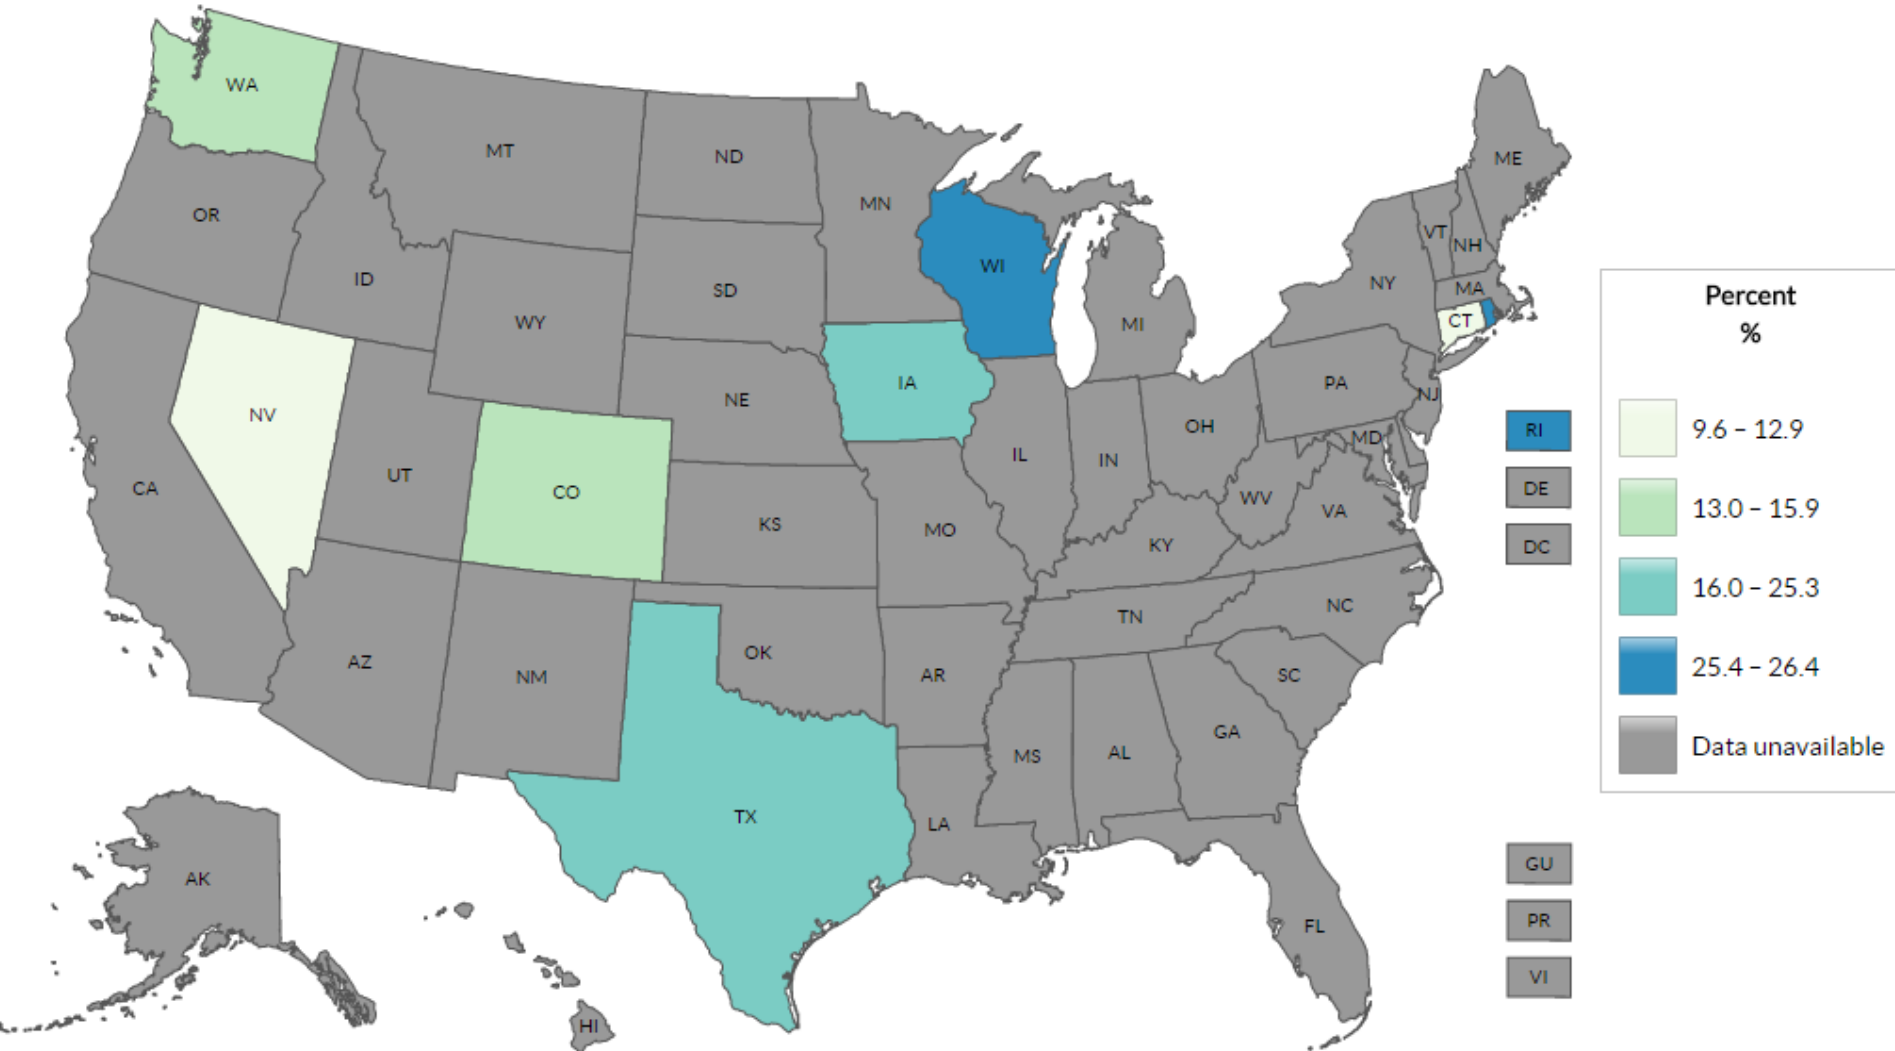 WA
MT
ND
ME
OR
MN
VT
NH
ID
WI
NY
SD
MA
WY
CT
MI
IA
PA
NE
NJ
NV
OH
MD
IL
IN
UT
CO
CA
WV
KS
VA
MO
KY
NC
TN
OK
AZ
NM
AR
SC
GA
MS
AL
TX
LA
AK
FL
HI
RI
DE
DC
GU
PR
VI
Percent
%
9.6 – 12.9
13.0 – 15.9
16.0 – 25.3
25.4 – 26.4
Data unavailable